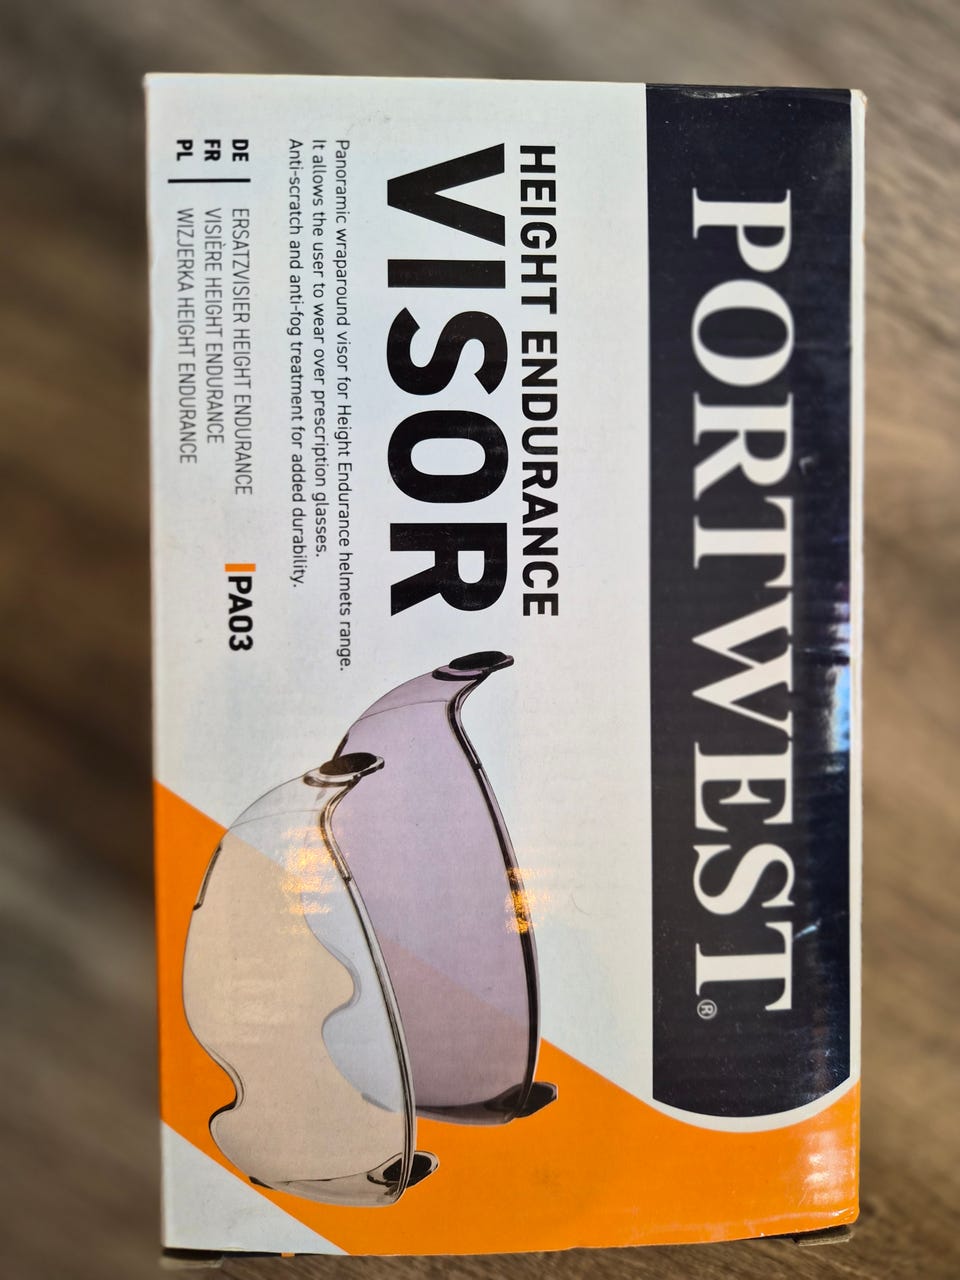 PORTWEST®
HEIGHT ENDURANCE
VISOR
Panoramic wraparound visor for Height Endurance helmets range.
It allows the user to wear over prescription glasses.
Anti-scratch and anti-fog treatment for added durability.
DE ERSATZVISIER HEIGHT ENDURANCE
FR VISIÈRE HEIGHT ENDURANCE
PL WIZJERKA HEIGHT ENDURANCE
PA03